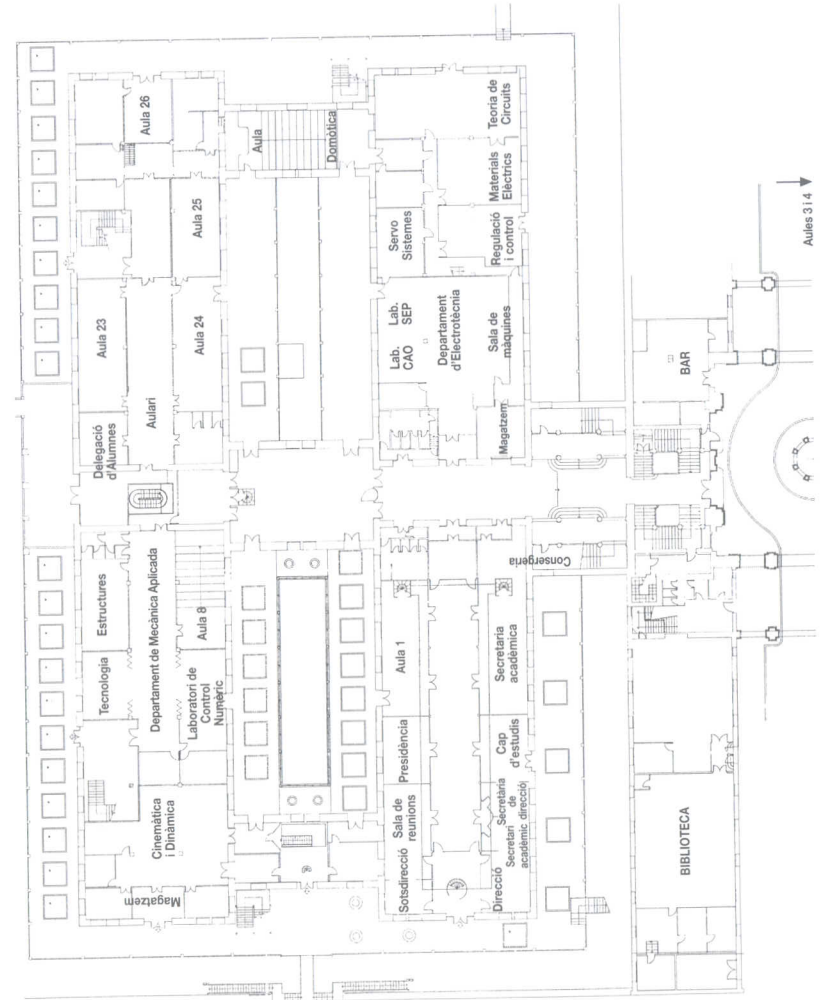 Aula 26
Aula
Domòtica
Teoria de
Circuits
Materials
Elèctrics
Aula 25
Servo
Sistemes
Regulació
i control
Aules 3 i 4
Aula 23
Aula 24
Lab.
CAO
Lab.
SEP
Departament
d'Electrotècnia
Sala de
màquines
BAR
Delegació
d'Alumnes
Aulari
Magatzem
Estructures
Departament de Mecànica Aplicada
Aula 8
Consergeria
Tecnologia
Laboratori de
Control
Numèric
Aula 1
Secretaria
acadèmica
Presidència
Cap
d'estudis
Cinemàtica
i Dinàmica
Sala de
reunions
Sotsdirecció
Secretària
de
direcció
Secretari
acadèmic
Direcció
BIBLIOTECA
Magatzem